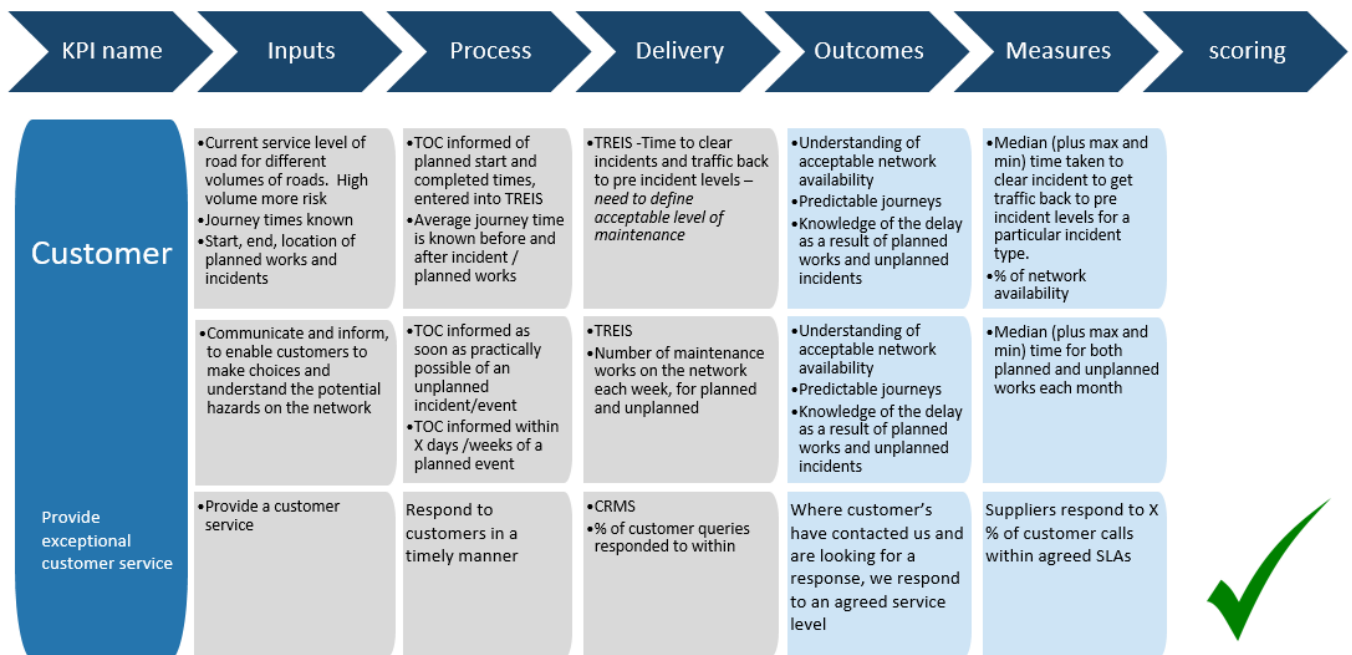 KPI name
Inputs
Process
Delivery
Outcomes
Measures
scoring
Customer
Provide
exceptional
customer service
•Current service level of
road for different
volumes of roads. High
volume more risk
•Journey times known
•Start, end, location of
planned works and
incidents
•TOC informed of
planned start and
completed times,
entered into TREIS
•Average journey time
is known before and
after incident /
planned works
•TREIS -Time to clear
incidents and traffic back
to pre incident levels –
need to define
acceptable level of
maintenance
•Understanding of
acceptable network
availability
•Predictable journeys
•Knowledge of the delay
as a result of planned
works and unplanned
incidents
•Median (plus max and
min) time taken to
clear incident to get
traffic back to pre
incident levels for a
particular incident
type.
•% of network
availability
•Communicate and inform,
to enable customers to
make choices and
understand the potential
hazards on the network
•TOC informed as
soon as practically
possible of an
unplanned
incident/event
•TOC informed within
X days /weeks of a
planned event
•TREIS
•Number of maintenance
works on the network
each week, for planned
and unplanned
•Understanding of
acceptable network
availability
•Predictable journeys
•Knowledge of the delay
as a result of planned
works and unplanned
incidents
•Median (plus max and
min) time for both
planned and unplanned
works each month
•Provide a customer
service
Respond to
customers in a
timely manner
•CRMS
•% of customer queries
responded to within
Where customer's
have contacted us and
are looking for a
response, we respond
to an agreed service
level
Suppliers respond to X
% of customer calls
within agreed SLAs